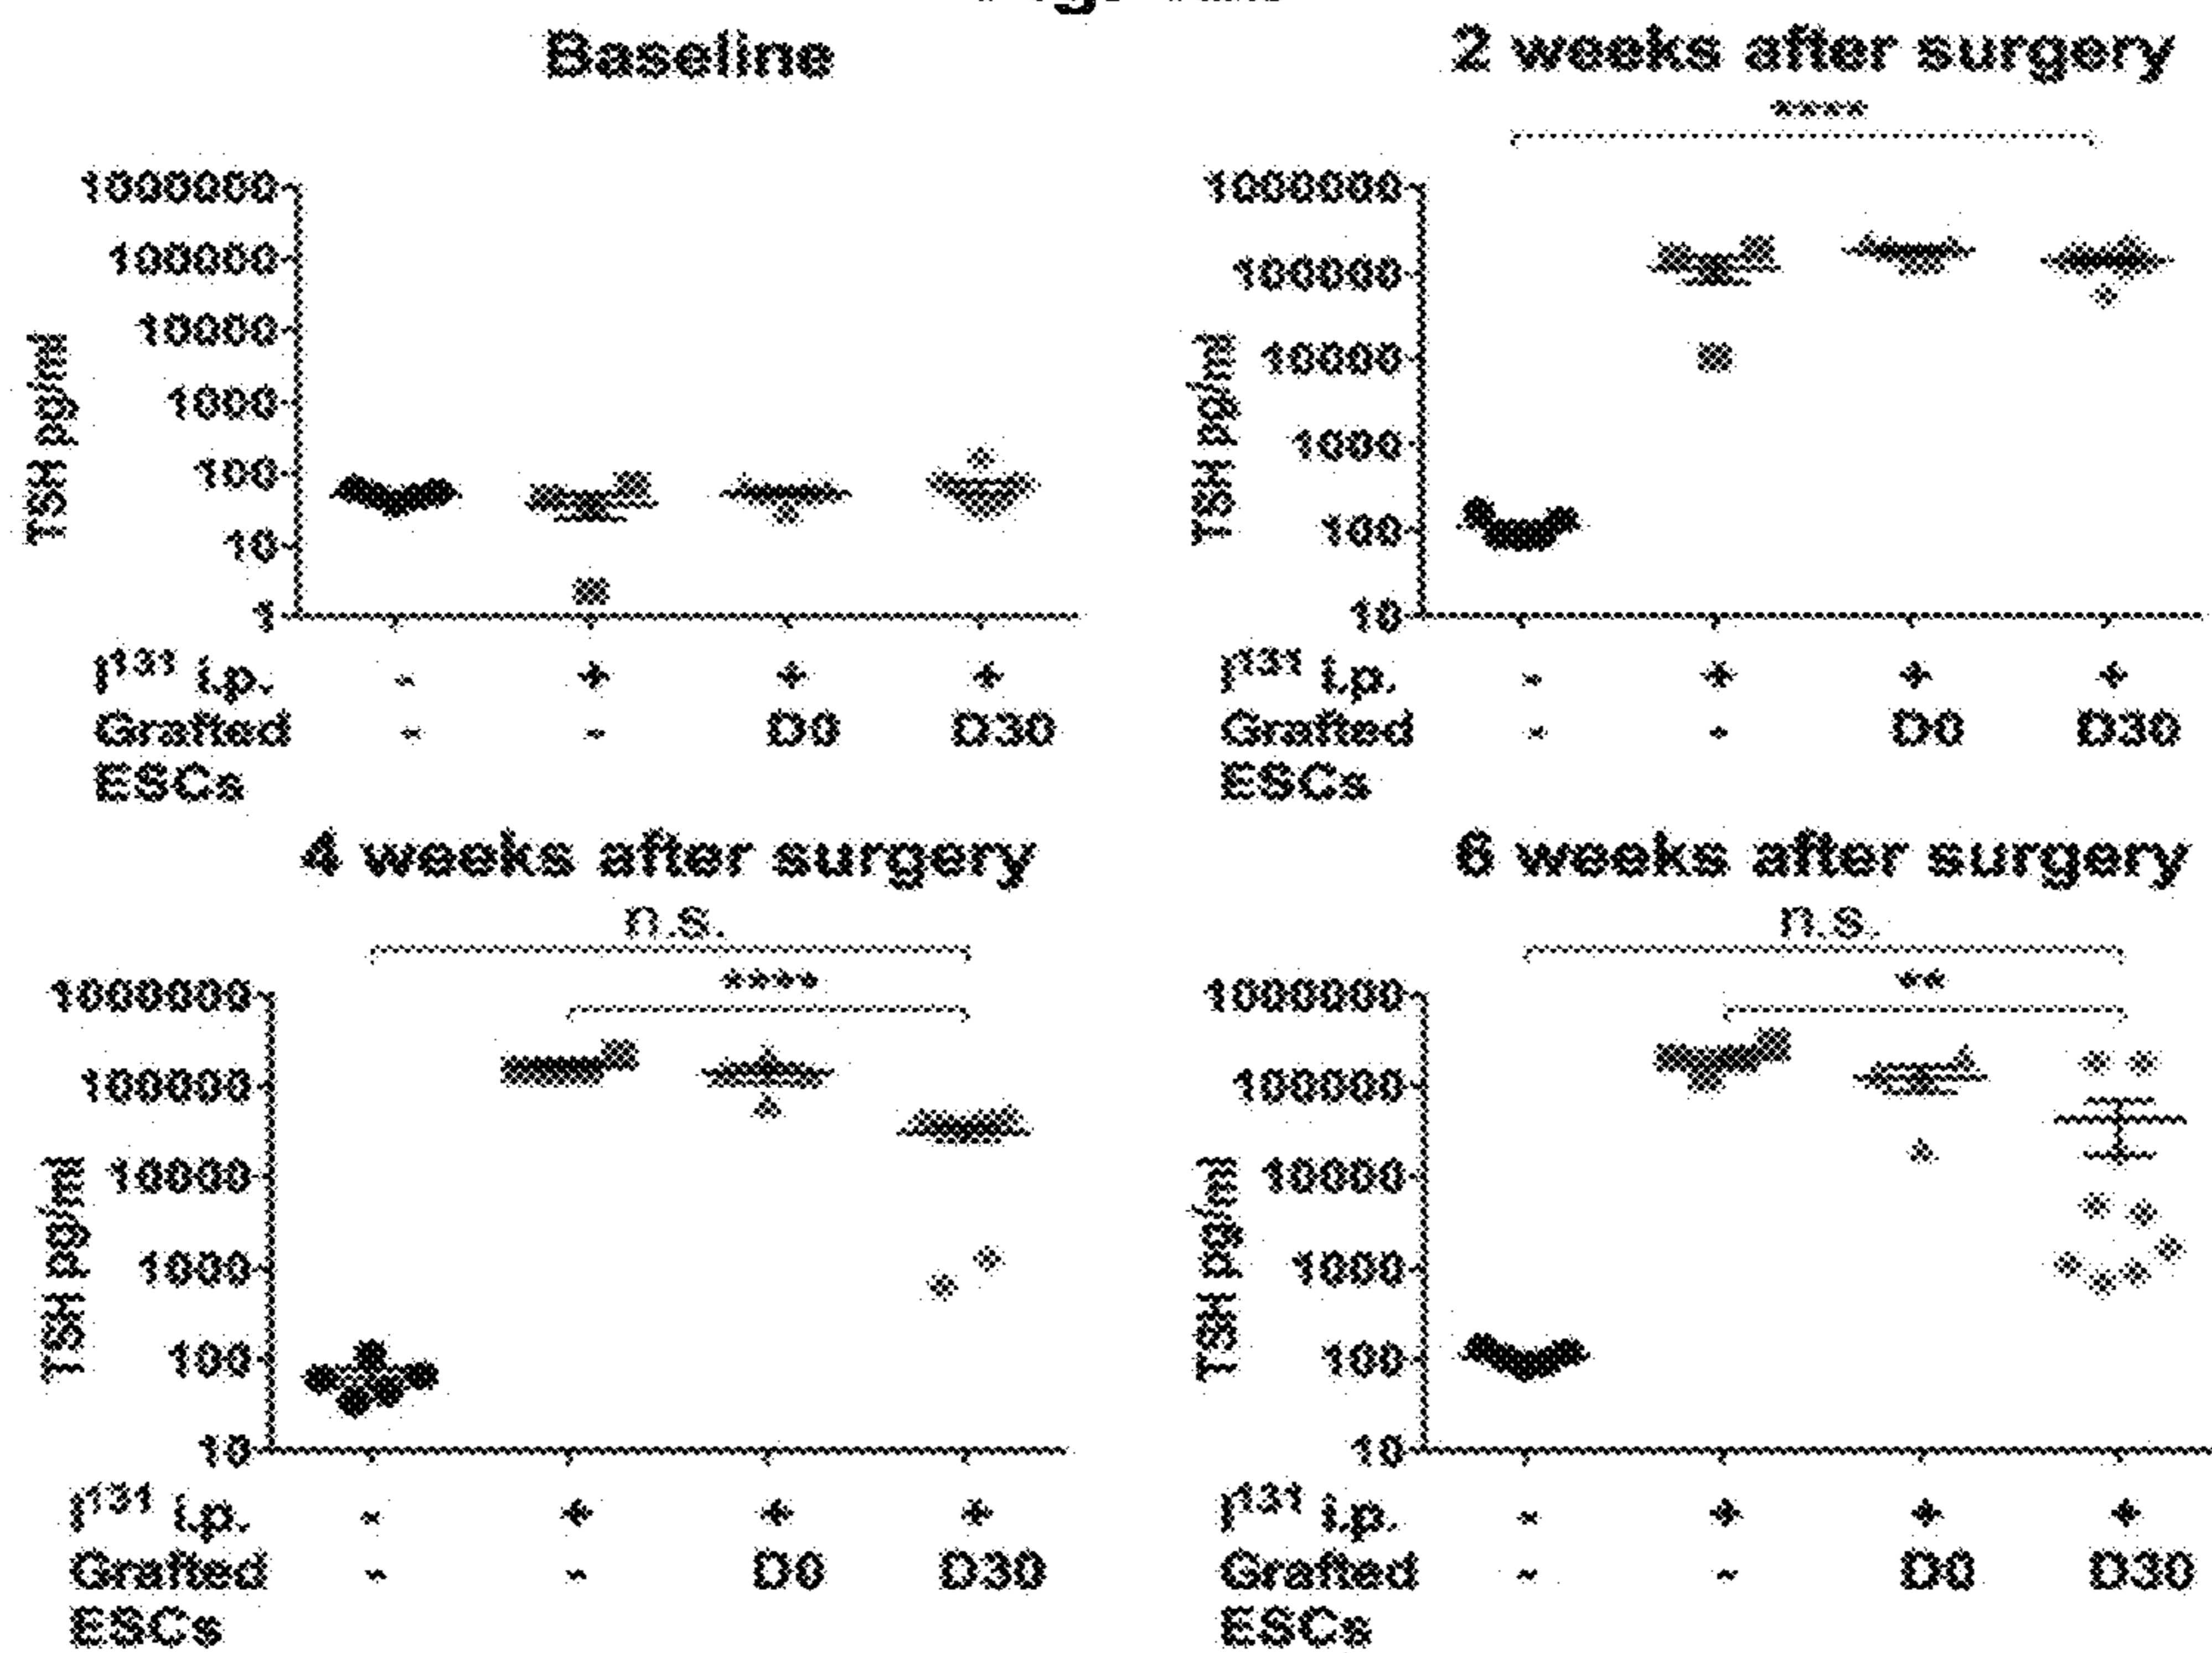 Baseline
TSH pg/ml
1000000
100000
10000
1000
100
10
1
I131 i.p. - + + +
Grafted - - D0 D30
ESCs
2 weeks after surgery
****
TSH pg/ml
1000000
100000
10000
1000
100
10
I131 i.p. - + + +
Grafted - - D0 D30
ESCs
4 weeks after surgery
n.s.
****
TSH pg/ml
1000000
100000
10000
1000
100
10
I131 i.p. - + + +
Grafted - - D0 D30
ESCs
6 weeks after surgery
n.s.
**
TSH pg/ml
1000000
100000
10000
1000
100
10
I131 i.p. - + + +
Grafted - - D0 D30
ESCs